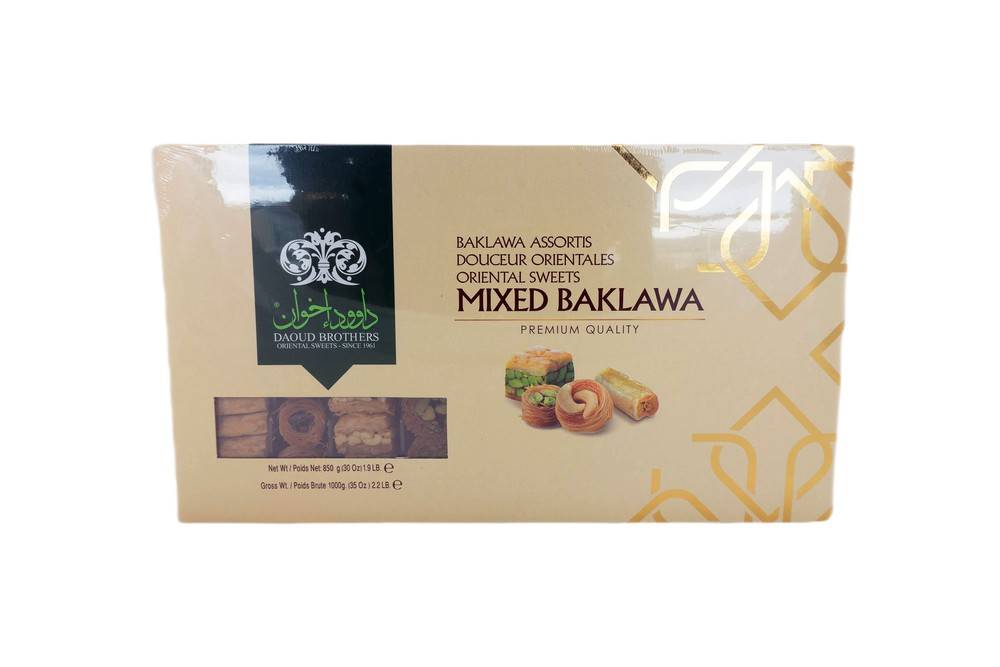 داوود إخوان
DAOUD BROTHERS
ORIENTAL SWEETS - SINCE 1961
BAKLAWA ASSORTIS
DOUCEUR ORIENTALES
ORIENTAL SWEETS
MIXED BAKLAWA
PREMIUM QUALITY
Net Wt / Poids Net: 850 g.(30 Oz) 1.9 LB. ℮
Gross Wt. / Poids Brute 1000g. (35 Oz.) 2.2 LB. ℮